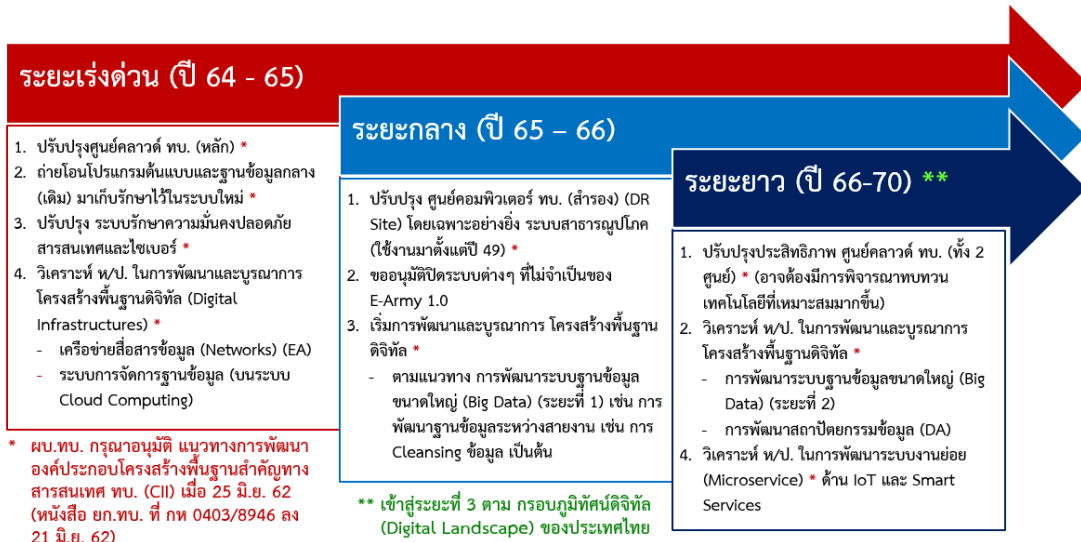 ระยะเร่งด่วน (ปี 64 - 65)
1. ปรับปรุงศูนย์คลาวด์ ทบ. (หลัก) *
2. ถ่ายโอนโปรแกรมต้นแบบและฐานข้อมูลกลาง
(เดิม) มาเก็บรักษาไว้ในระบบใหม่ *
3. ปรับปรุง ระบบรักษาความมั่นคงปลอดภัย
สารสนเทศและไซเบอร์ *
4. วิเคราะห์ ห/ป. ในการพัฒนาและบูรณาการ
โครงสร้างพื้นฐานดิจิทัล (Digital
Infrastructures) *
- เครือข่ายสื่อสารข้อมูล (Networks) (EA)
- ระบบการจัดการฐานข้อมูล (บนระบบ
Cloud Computing)
* ผบ.ทบ. กรุณาอนุมัติ แนวทางการพัฒนา
องค์ประกอบโครงสร้างพื้นฐานสำคัญทาง
สารสนเทศ ทบ. (CII) เมื่อ 25 มิ.ย. 62
(หนังสือ ยก.ทบ. ที่ กห 0403/8946 ลง
21 มิ.ย. 62)
ระยะกลาง (ปี 65 – 66)
1. ปรับปรุง ศูนย์คอมพิวเตอร์ ทบ. (สำรอง) (DR
Site) โดยเฉพาะอย่างยิ่ง ระบบสาธารณูปโภค
(ใช้งานมาตั้งแต่ปี 49) *
2. ขออนุมัติปิดระบบต่างๆ ที่ไม่จำเป็นของ
E-Army 1.0
3. เริ่มการพัฒนาและบูรณาการ โครงสร้างพื้นฐาน
ดิจิทัล *
- ตามแนวทาง การพัฒนาระบบฐานข้อมูล
ขนาดใหญ่ (Big Data) (ระยะที่ 1) เช่น การ
พัฒนาฐานข้อมูลระหว่างสายงาน เช่น การ
Cleansing ข้อมูล เป็นต้น
** เข้าสู่ระยะที่ 3 ตาม กรอบภูมิทัศน์ดิจิทัล
(Digital Landscape) ของประเทศไทย
ระยะยาว (ปี 66-70) **
1. ปรับปรุงประสิทธิภาพ ศูนย์คลาวด์ ทบ. (ทั้ง 2
ศูนย์) * (อาจต้องมีการพิจารณาทบทวน
เทคโนโลยีที่เหมาะสมมากขึ้น)
2. วิเคราะห์ ห/ป. ในการพัฒนาและบูรณาการ
โครงสร้างพื้นฐานดิจิทัล *
- การพัฒนาระบบฐานข้อมูลขนาดใหญ่ (Big
Data) (ระยะที่ 2)
- การพัฒนาสถาปัตยกรรมข้อมูล (DA)
4. วิเคราะห์ ห/ป. ในการพัฒนาระบบงานย่อย
(Microservice) * ด้าน IoT และ Smart
Services